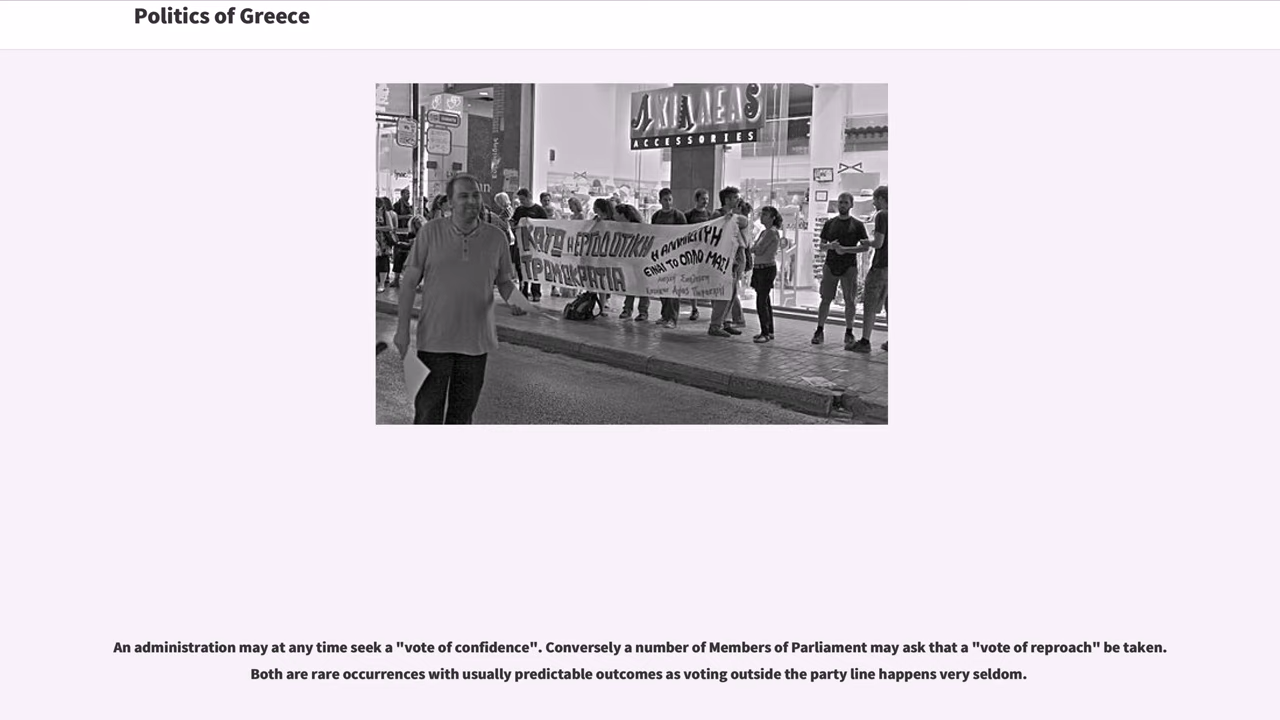 Politics of Greece
ΑΧΙΛΛΕΑS
ACCESSORIES
ΚΑΤΩ Η ΕΡΓΟΔΟΤΙΚΗ
ΤΡΟΜΟΚΡΑΤΙΑ
Η ΑΛΛΗΛΕΓΓΥΗ
ΕΙΝΑΙ ΤΟ ΟΠΛΟ ΜΑΣ!
An administration may at any time seek a "vote of confidence". Conversely a number of Members of Parliament may ask that a "vote of reproach" be taken.
Both are rare occurrences with usually predictable outcomes as voting outside the party line happens very seldom.